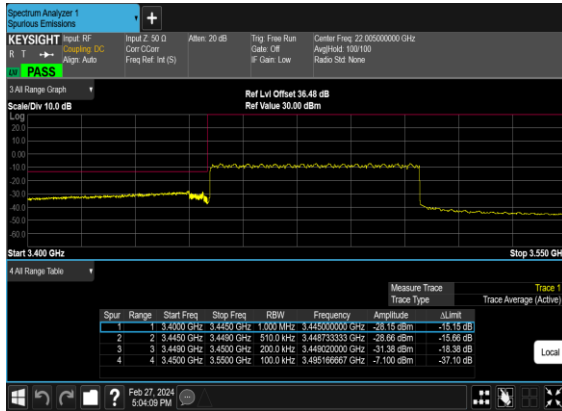 Spectrum Analyzer 1
Spurious Emissions
+
KEYSIGHT Input: RF Input Z: 50 Ω Atten: 20 dB Trig: Free Run Center Freq: 22.005000000 GHz
R T Coupling: DC Corr CCorr Gate: Off Avg|Hold: 100/100
Align: Auto Freq Ref: Int (S) IF Gain: Low Radio Std: None
PASS
3 All Range Graph
Ref Lvl Offset 36.48 dB
Scale/Div 10.0 dB Ref Value 30.00 dBm
Log
20.0
10.0
0.00
-10.0
-20.0
-30.0
-40.0
-50.0
-60.0
Start 3.400 GHz Stop 3.550 GHz
4 All Range Table
Measure Trace Trace 1
Trace Type Trace Average (Active)
Spur Range Start Freq Stop Freq RBW Frequency Amplitude ΔLimit
1 1 3.4000 GHz 3.4450 GHz 1.000 MHz 3.445000000 GHz -28.15 dBm -15.15 dB
2 2 3.4450 GHz 3.4490 GHz 510.0 kHz 3.448733333 GHz -28.66 dBm -15.66 dB
3 3 3.4490 GHz 3.4500 GHz 200.0 kHz 3.449020000 GHz -31.38 dBm -18.38 dB
4 4 3.4500 GHz 3.5500 GHz 100.0 kHz 3.495166667 GHz -7.100 dBm -37.10 dB
Local
? Feb 27, 2024
5:04:09 PM